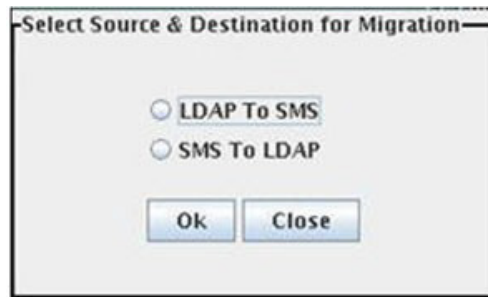 Select Source & Destination for Migration
LDAP To SMS
SMS To LDAP
Ok Close